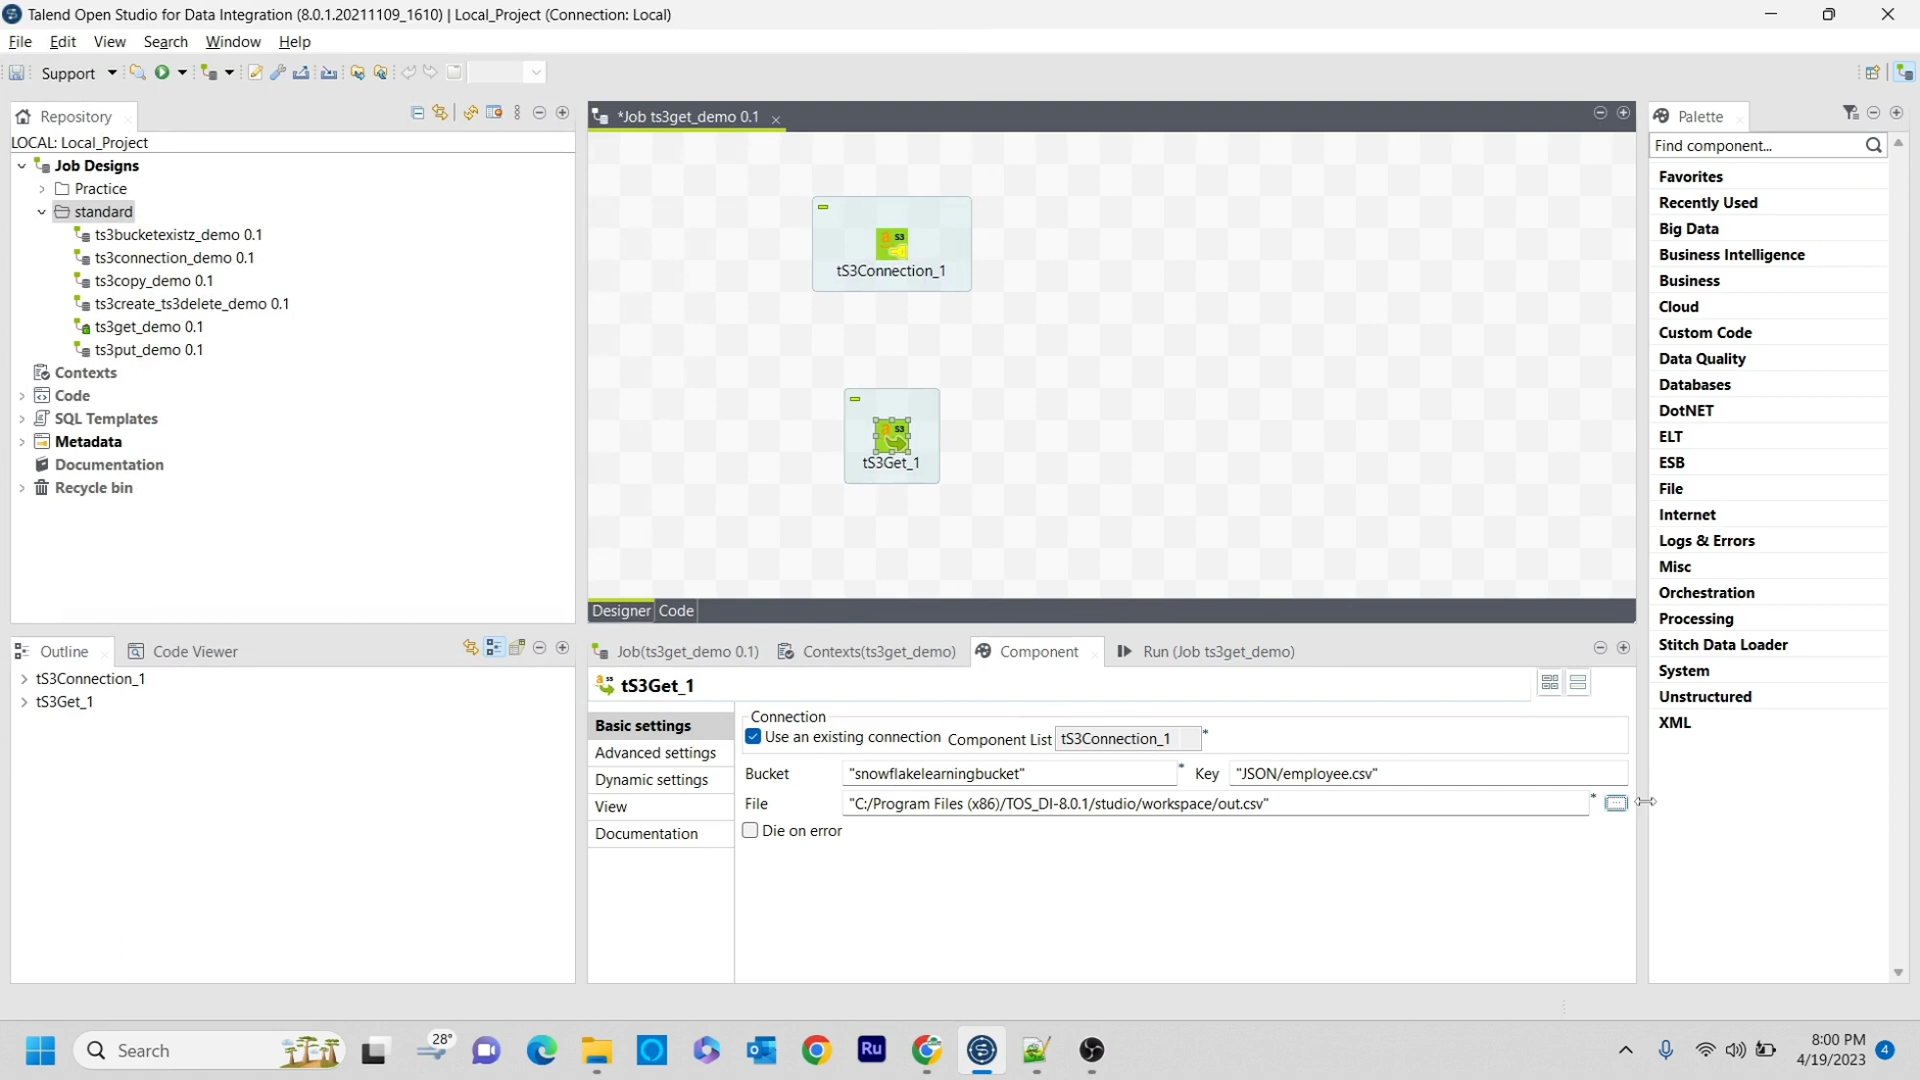 Talend Open Studio for Data Integration (8.0.1.20211109_1610) | Local_Project (Connection: Local)
File Edit View Search Window Help
Support
Repository
LOCAL: Local_Project
Job Designs
Practice
standard
ts3bucketexistz_demo 0.1
ts3connection_demo 0.1
ts3copy_demo 0.1
ts3create_ts3delete_demo 0.1
ts3get_demo 0.1
ts3put_demo 0.1
Contexts
Code
SQL Templates
Metadata
Documentation
Recycle bin
*Job ts3get_demo 0.1
a S3
tS3Connection_1
a S3
tS3Get_1
Designer Code
Palette
Find component...
Favorites
Recently Used
Big Data
Business Intelligence
Business
Cloud
Custom Code
Data Quality
Databases
DotNET
ELT
ESB
File
Internet
Logs & Errors
Misc
Orchestration
Processing
Stitch Data Loader
System
Unstructured
XML
Outline Code Viewer
tS3Connection_1
tS3Get_1
Job(ts3get_demo 0.1) Contexts(ts3get_demo) Component Run (Job ts3get_demo)
tS3Get_1
Basic settings
Advanced settings
Dynamic settings
View
Documentation
Connection
Use an existing connection Component List tS3Connection_1 *
Bucket "snowflakelearningbucket" * Key "JSON/employee.csv"
File "C:/Program Files (x86)/TOS_DI-8.0.1/studio/workspace/out.csv" * ...
Die on error
Search
28°
Ru
8:00 PM
4/19/2023
4